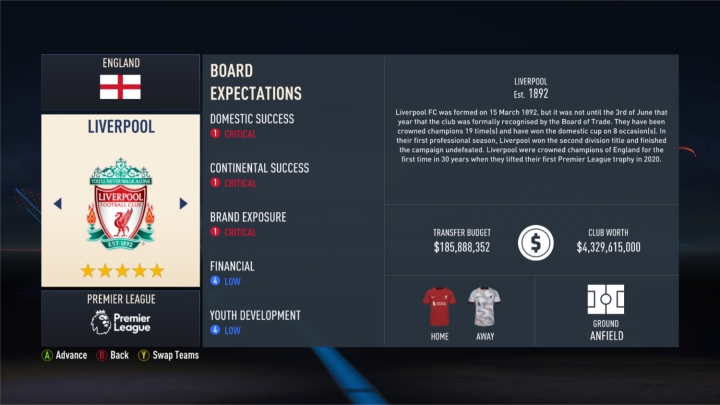 ENGLAND
LIVERPOOL
YOU'LL NEVER WALK ALONE
LIVERPOOL
FOOTBALL CLUB
EST·1892
PREMIER LEAGUE
Premier
League
BOARD
EXPECTATIONS
DOMESTIC SUCCESS
1 CRITICAL
CONTINENTAL SUCCESS
1 CRITICAL
BRAND EXPOSURE
1 CRITICAL
FINANCIAL
4 LOW
YOUTH DEVELOPMENT
4 LOW
LIVERPOOL
Est. 1892
Liverpool FC was formed on 15 March 1892, but it was not until the 3rd of June that
year that the club was formally recognised by the Board of Trade. They have been
crowned champions 19 time(s) and have won the domestic cup on 8 occasion(s). In
their first professional season, Liverpool won the second division title and finished
the campaign undefeated. Liverpool were crowned champions of England for the
first time in 30 years when they lifted their first Premier League trophy in 2020.
TRANSFER BUDGET
$185,888,352
$
CLUB WORTH
$4,329,615,000
HOME
AWAY
GROUND
ANFIELD
A Advance B Back Y Swap Teams